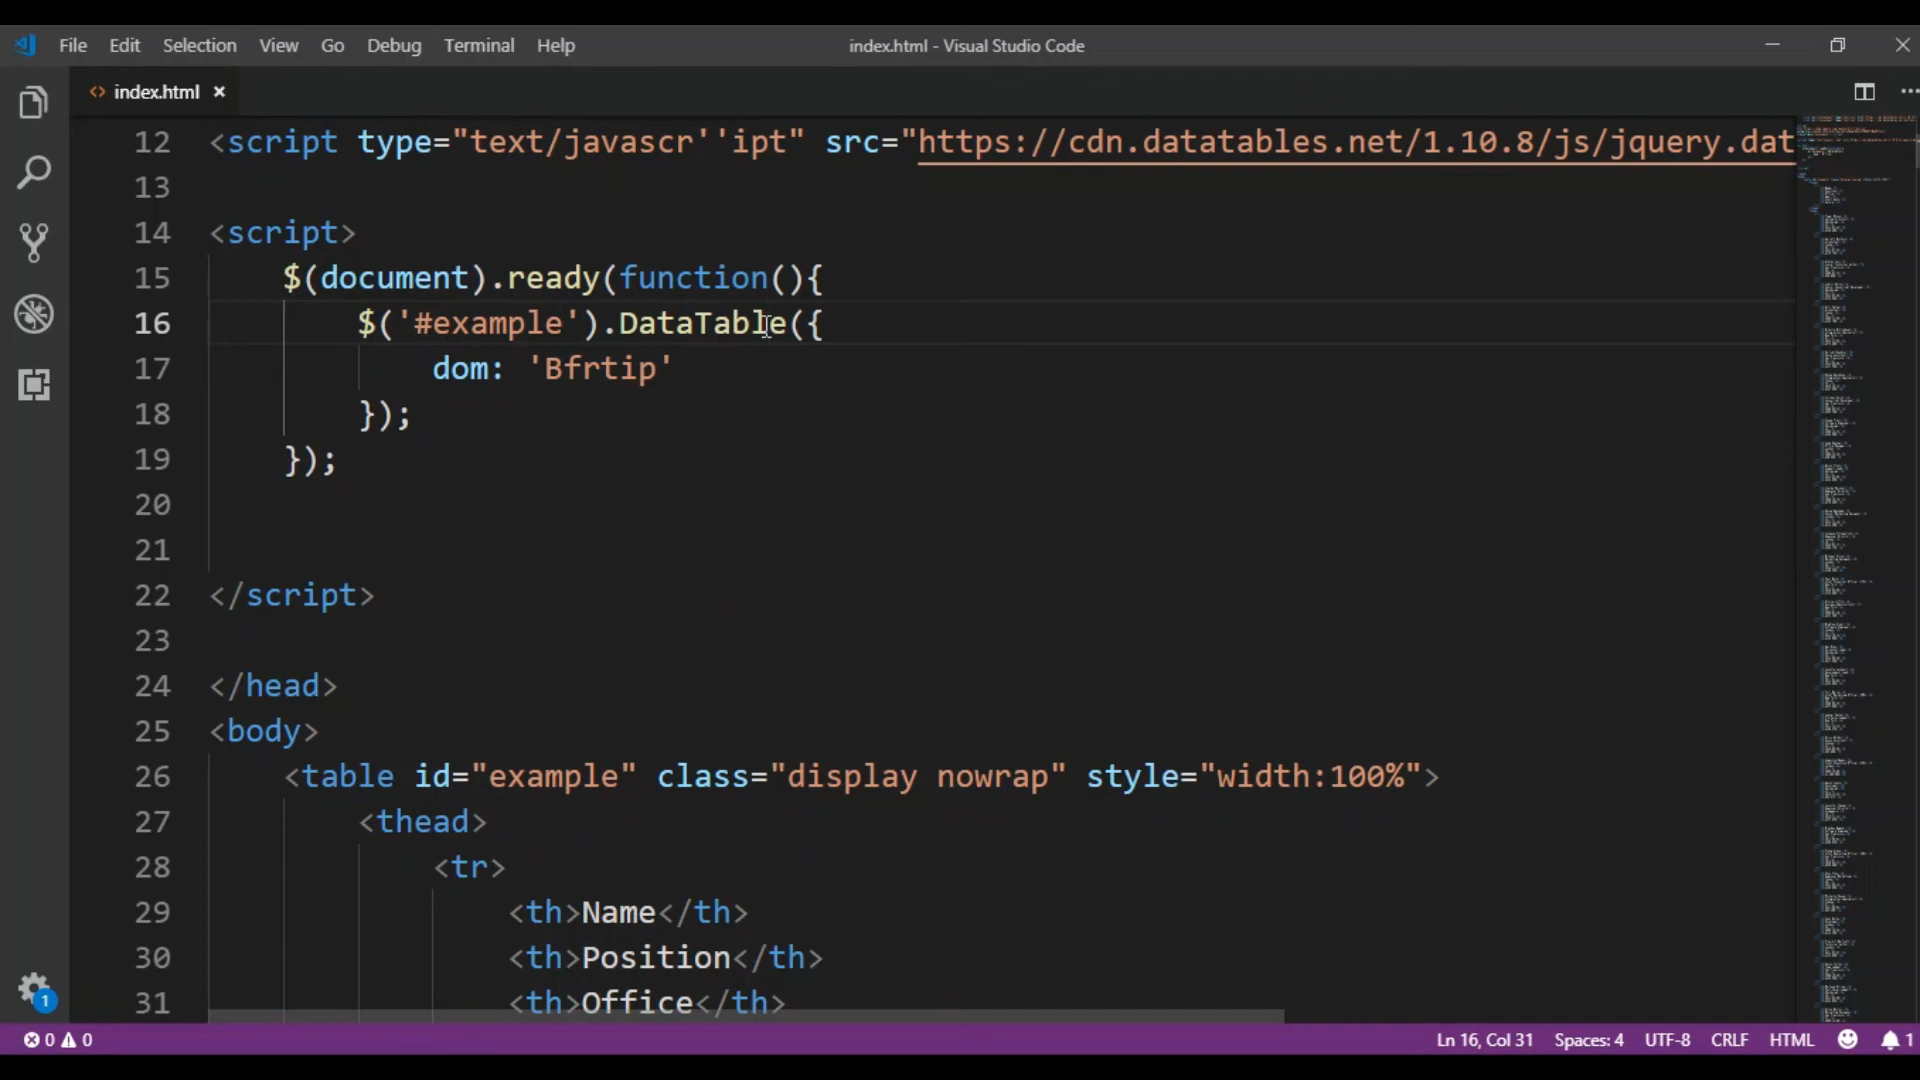 File Edit Selection View Go Debug Terminal Help
index.html - Visual Studio Code
<> index.html ×
12 <script type="text/javascr''ipt" src="https://cdn.datatables.net/1.10.8/js/jquery.dat
13
14 <script>
15 $(document).ready(function(){
16 $('#example').DataTable({
17 dom: 'Bfrtip'
18 });
19 });
20
21
22 </script>
23
24 </head>
25 <body>
26 <table id="example" class="display nowrap" style="width:100%">
27 <thead>
28 <tr>
29 <th>Name</th>
30 <th>Position</th>
31 <th>Office</th>
1
0 0
Ln 16, Col 31 Spaces: 4 UTF-8 CRLF HTML 1